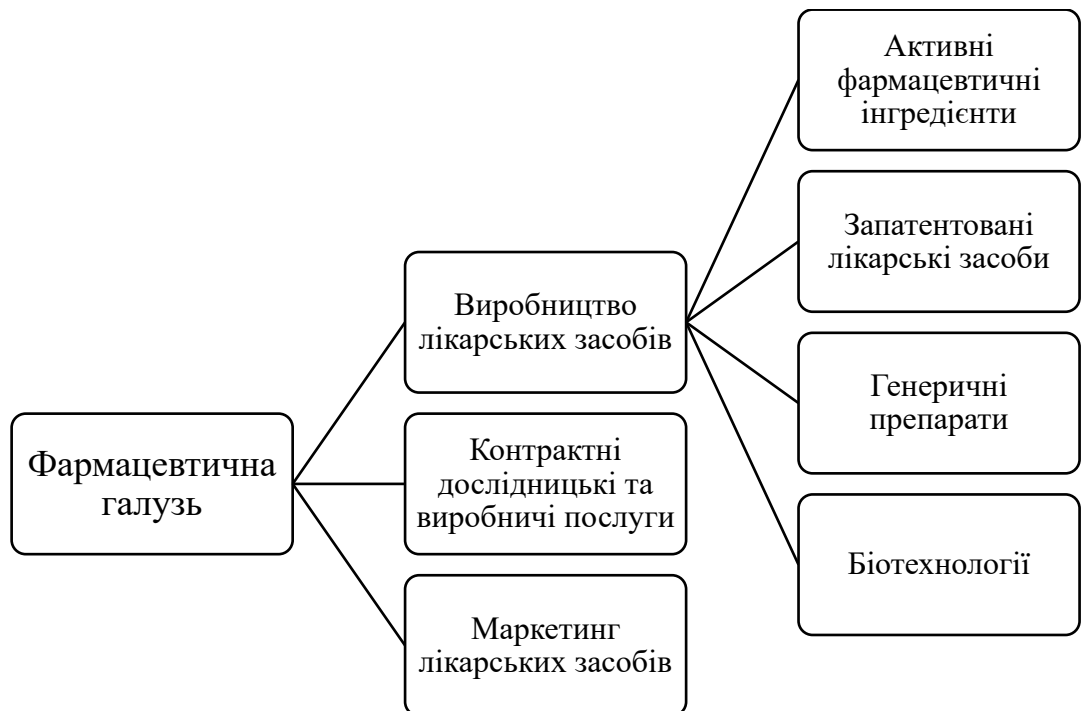 Фармацевтична
галузь
Виробництво
лікарських засобів
Контрактні
дослідницькі та
виробничі послуги
Маркетинг
лікарських засобів
Активні
фармацевтичні
інгредієнти
Запатентовані
лікарські засоби
Генеричні
препарати
Біотехнології